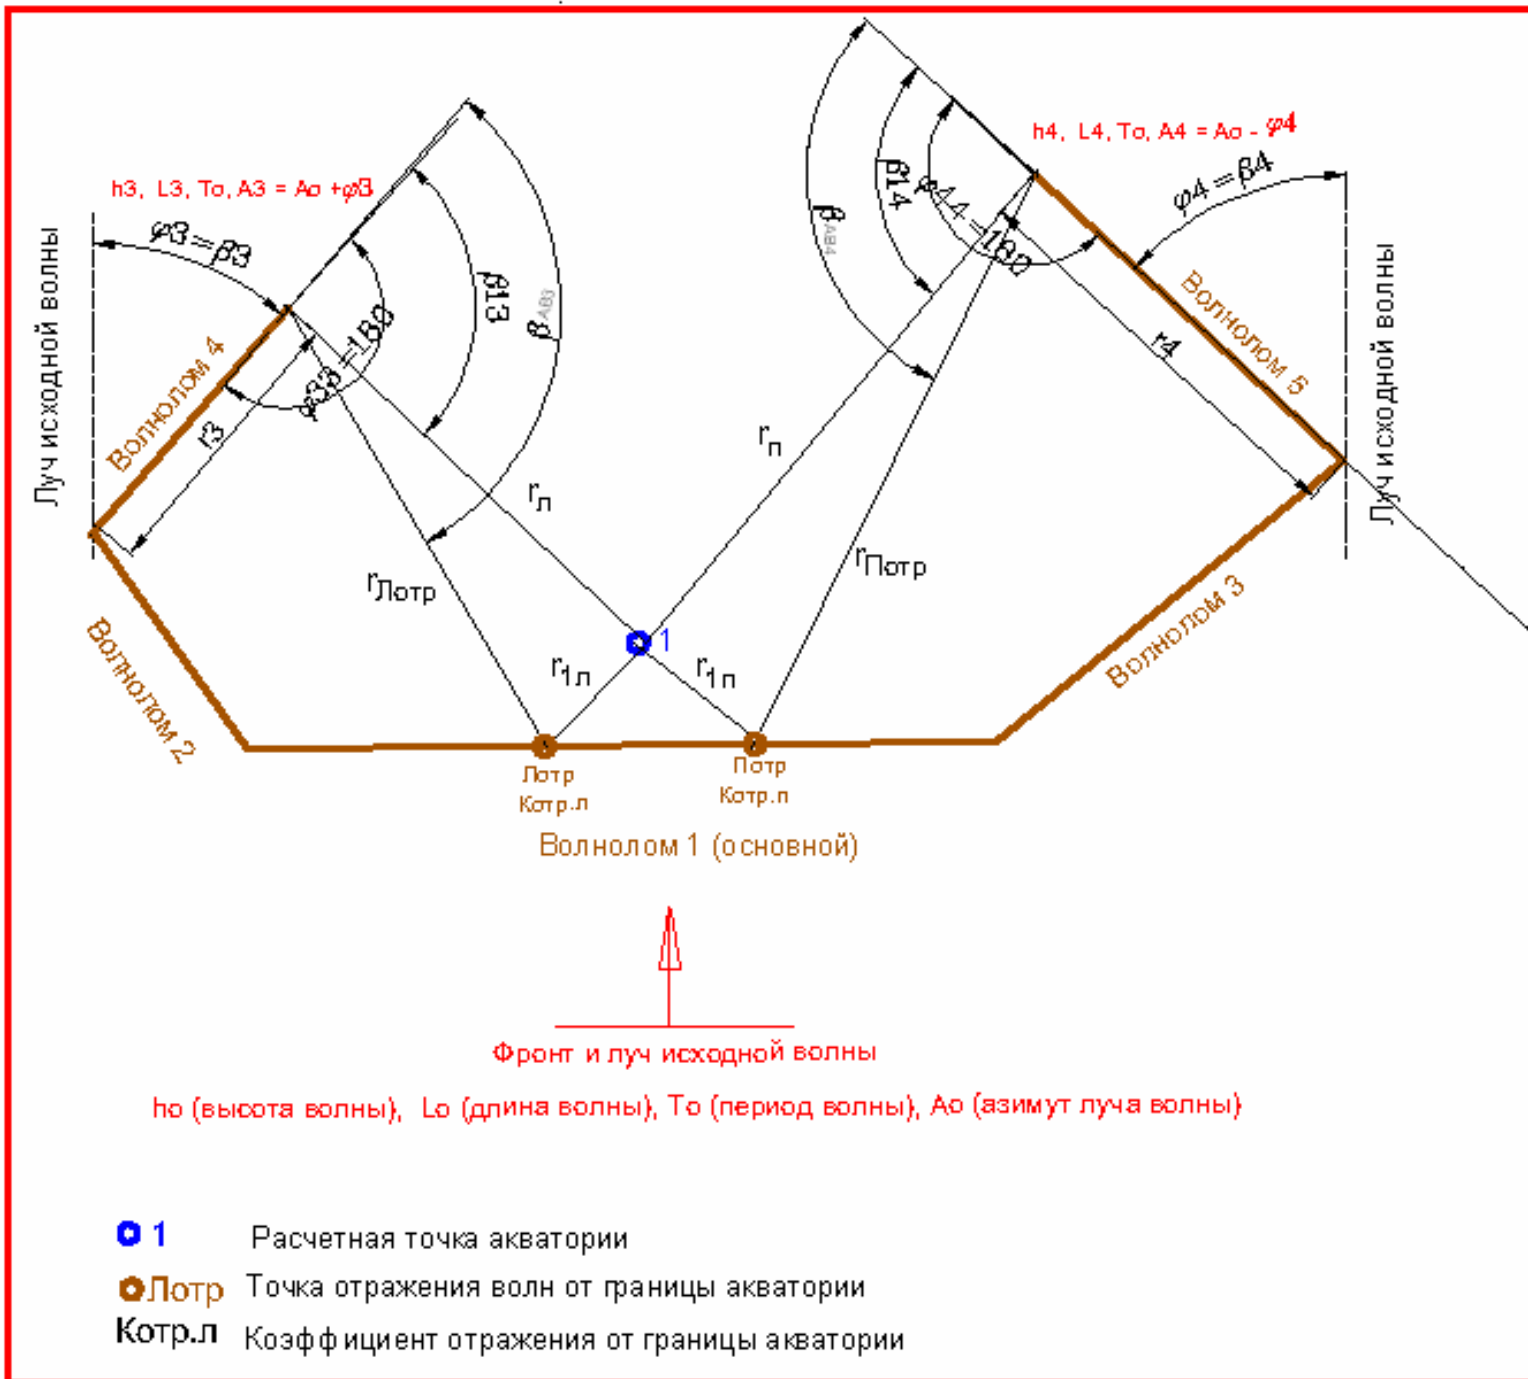 h4, L4, To, A4 = Ao - φ4
h3, L3, To, A3 = Ao +φ3
φ3=β3
φ4=β4
β14
φ44=180
βАВ4
β13
βАВ3
φ33=180
Луч исходной волны
Луч исходной волны
Волнолом 4
Волнолом 5
r3
r4
rл
rп
rЛотр
rПотр
Волнолом 2
Волнолом 3
1
r1л
r1п
Лотр
Котр.л
Потр
Котр.п
Волнолом 1 (основной)
Фронт и луч исходной волны
ho (высота волны), Lo (длина волны), To (период волны), Ao (азимут луча волны)
1 Расчетная точка акватории
Лотр Точка отражения волн от границы акватории
Котр.л Коэффициент отражения от границы акватории